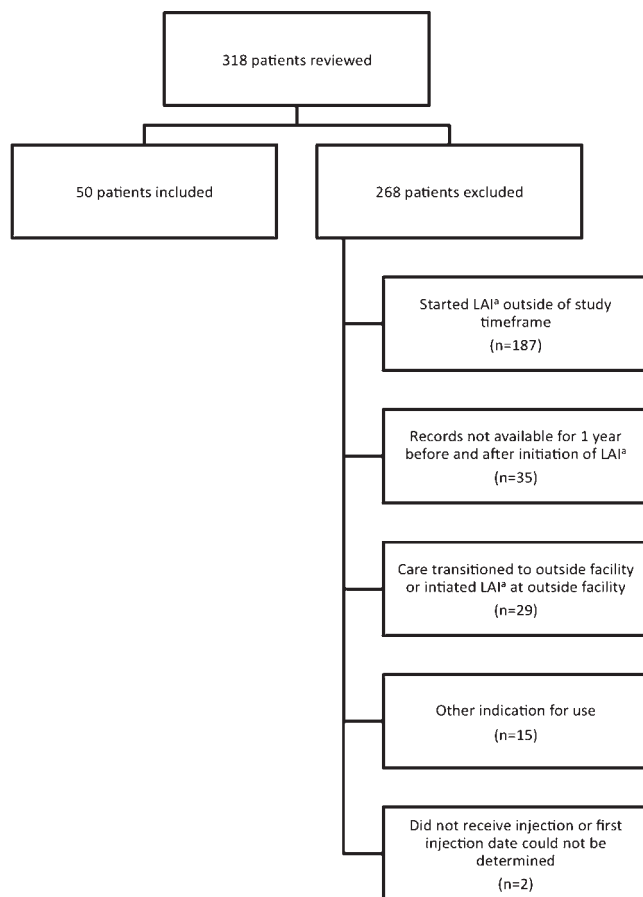 318 patients reviewed
50 patients included
268 patients excluded
Started LAIᵃ outside of study
timeframe
(n=187)
Records not available for 1 year
before and after initiation of LAIᵃ
(n=35)
Care transitioned to outside facility
or intiated LAIᵃ at outside facility
(n=29)
Other indication for use
(n=15)
Did not receive injection or first
injection date could not be
determined
(n=2)